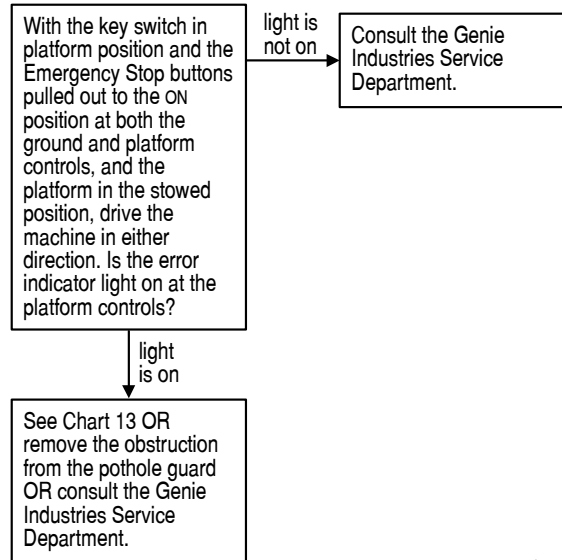 With the key switch in
platform position and the
Emergency Stop buttons
pulled out to the ON
position at both the
ground and platform
controls, and the
platform in the stowed
position, drive the
machine in either
direction. Is the error
indicator light on at the
platform controls?
light is
not on
Consult the Genie
Industries Service
Department.
light
is on
See Chart 13 OR
remove the obstruction
from the pothole guard
OR consult the Genie
Industries Service
Department.